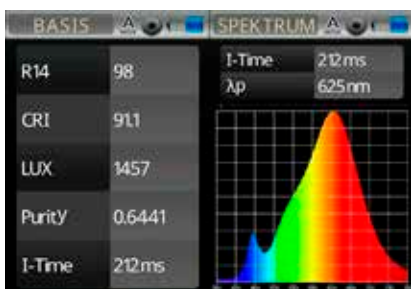 BASIS A
R14 98
CRI 91.1
LUX 1457
Purity 0.6441
I-Time 212ms
SPEKTRUM A
I-Time 212ms
λp 625nm